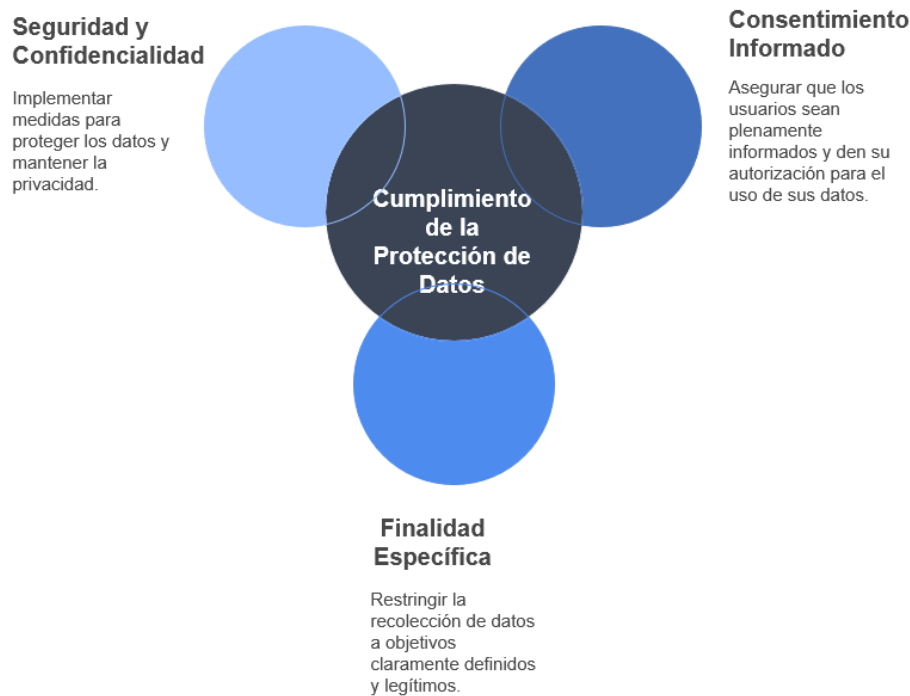 Seguridad y
Confidencialidad
Implementar
medidas para
proteger los datos y
mantener la
privacidad.
Consentimiento
Informado
Asegurar que los
usuarios sean
plenamente
informados y den su
autorización para el
uso de sus datos.
Cumplimiento
de la
Protección de
Datos
Finalidad
Específica
Restringir la
recolección de datos
a objetivos
claramente definidos
y legítimos.